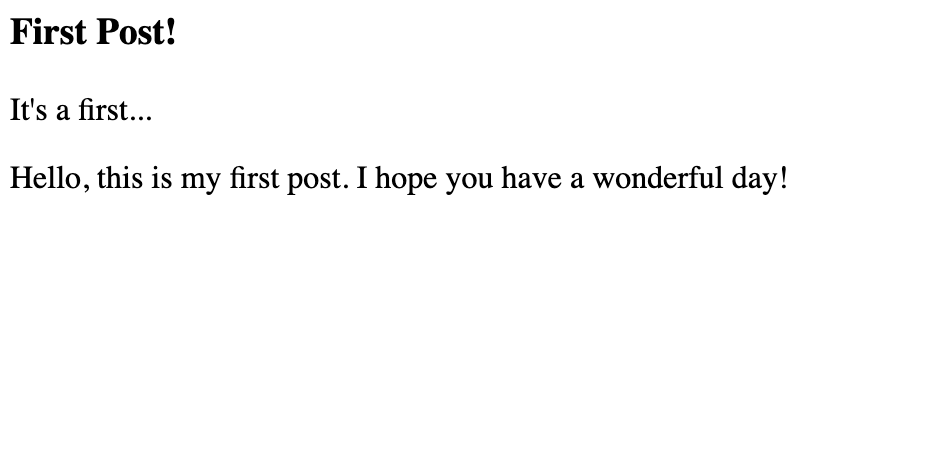 First Post!
It's a first...
Hello, this is my first post. I hope you have a wonderful day!